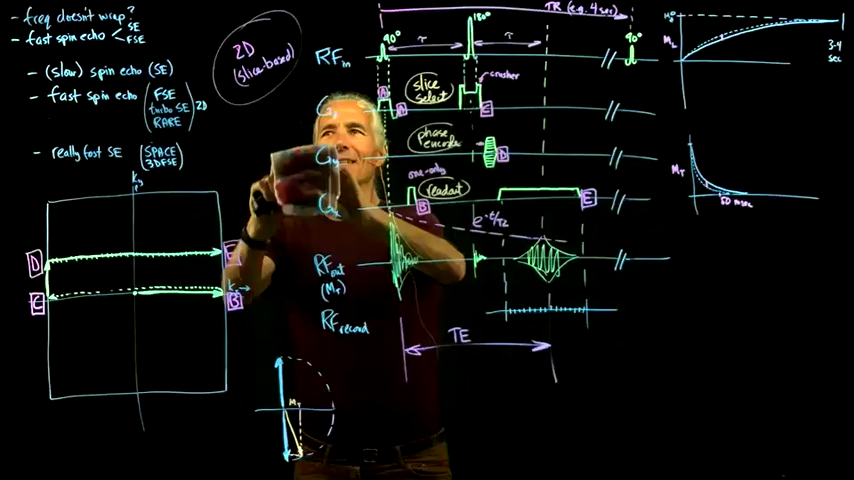 - freq doesn't wrap?
- fast spin echo < SE
FSE
- (slow) spin echo (SE)
- fast spin echo (FSE
turbo SE
RARE) 2D
- really fast SE (SPACE
3DFSE)
2D
(slice-based)
TR (e.g. 4 sec)
90°
τ
180°
τ
90°
RFin
crusher
slice
select
A
A
C
phase
encode
Gy
D
one-only
readout
Gx
B
E
e^-t/T2
RFout
(MT)
RFrecord
TE
ky
D
E
C
kx→
B
MT
M0
ML
3-4
sec
MT
50 msec